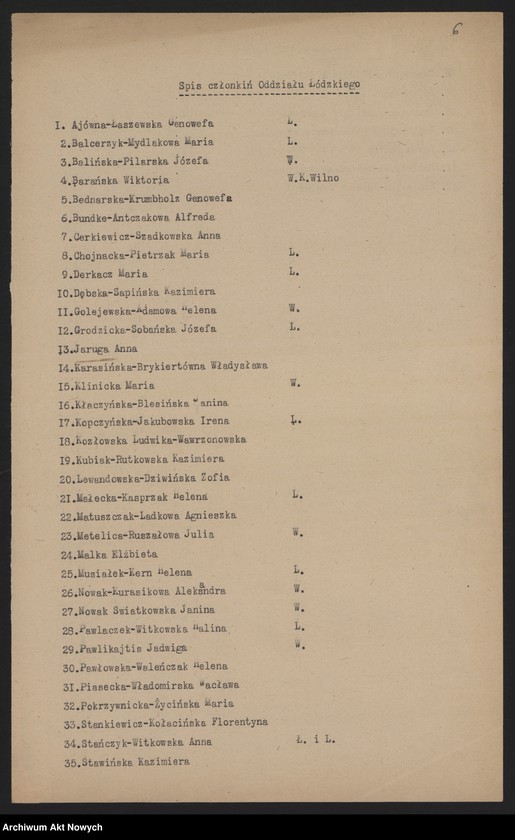 6
Spis członkiń Oddziału Łódzkiego
I. Ajówna-Łaszewska Genowefa L.
2.Balcerzyk-Mydlakowa Maria L.
3.Balińska-Pilarska Józefa W.
4.Barańska Wiktoria W.K.Wilno
5.Bednarska-Krumbholz Genowefa
6.Bundke-Antczakowa Alfreda
7.Cerkiewicz-Szadkowska Anna
8.Chojnacka-Pietrzak Maria L.
9.Derkacz Maria L.
IO.Dębska-Sapińska Kazimiera
II.Golejewska-Adamowa Helena W.
I2.Grodzicka-Sobańska Józefa L.
I3.Jaruga Anna
I4.Karasińska-Brykiertówna Władysława
I5.Klinicka Maria W.
I6.Kłaczyńska-Blesińska Janina
I7.Kopczyńska-Jakubowska Irena L.
I8.Kozłowska Ludwika-Wawrzonowska
I9.Kubiak-Rutkowska Kazimiera
20.Lewandowska-Dziwińska Zofia
2I.Małecka-Kasprzak Helena L.
22.Matuszczak-Ladkowa Agnieszka
23.Metelica-Ruszałowa Julia W.
24.Malka Elżbieta
25.Musiałek-Kern Helena L.
26.Nowak-Kurasikowa Aleksandra W.
27.Nowak Swiatkowska Janina W.
28.Pawlaczek-Witkowska Halina L.
29.Pawlikajtis Jadwiga W.
30.Pawłowska-Waleńczak Helena
3I.Piasecka-Władomirska Wacława
32.Pokrzywnicka-Życińska Maria
33.Stankiewicz-Kołacińska Florentyna
34.Stańczyk-Witkowska Anna Ł. i L.
35.Stawińska Kazimiera
Archiwum Akt Nowych